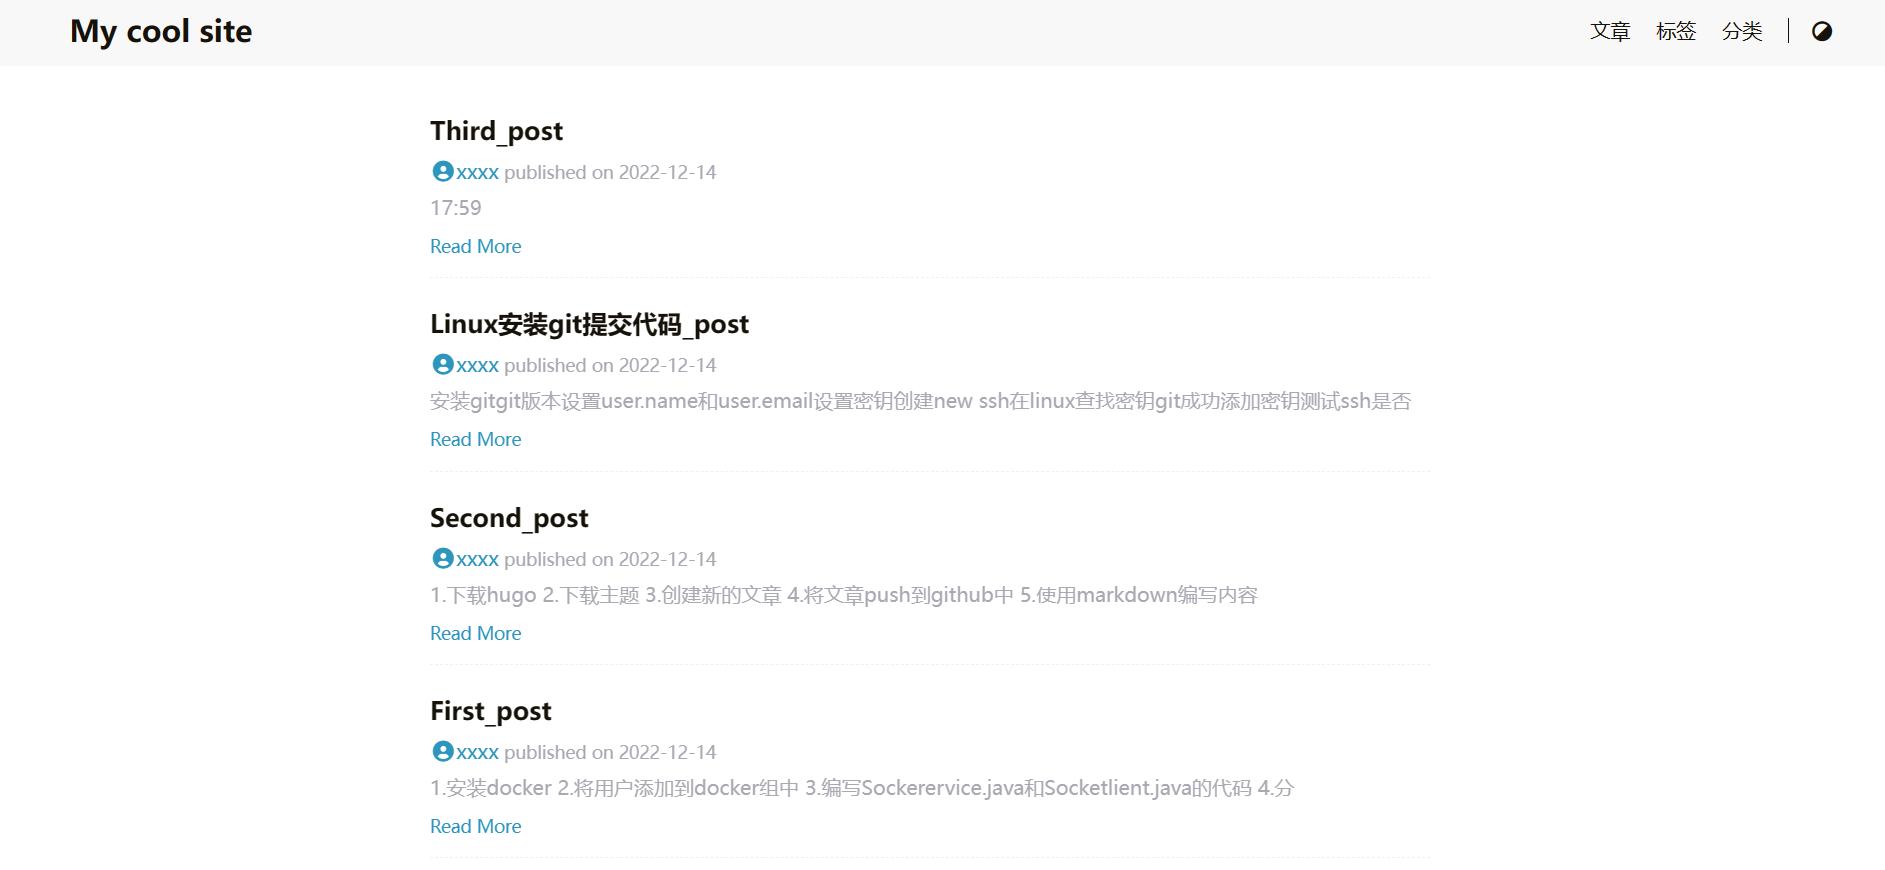 My cool site
文章 标签 分类
Third_post
xxxx published on 2022-12-14
17:59
Read More
Linux安装git提交代码_post
xxxx published on 2022-12-14
安装gitgit版本设置user.name和user.email设置密钥创建new ssh在linux查找密钥git成功添加密钥测试ssh是否
Read More
Second_post
xxxx published on 2022-12-14
1.下载hugo 2.下载主题 3.创建新的文章 4.将文章push到github中 5.使用markdown编写内容
Read More
First_post
xxxx published on 2022-12-14
1.安装docker 2.将用户添加到docker组中 3.编写Sockerervice.java和Socketlient.java的代码 4.分
Read More